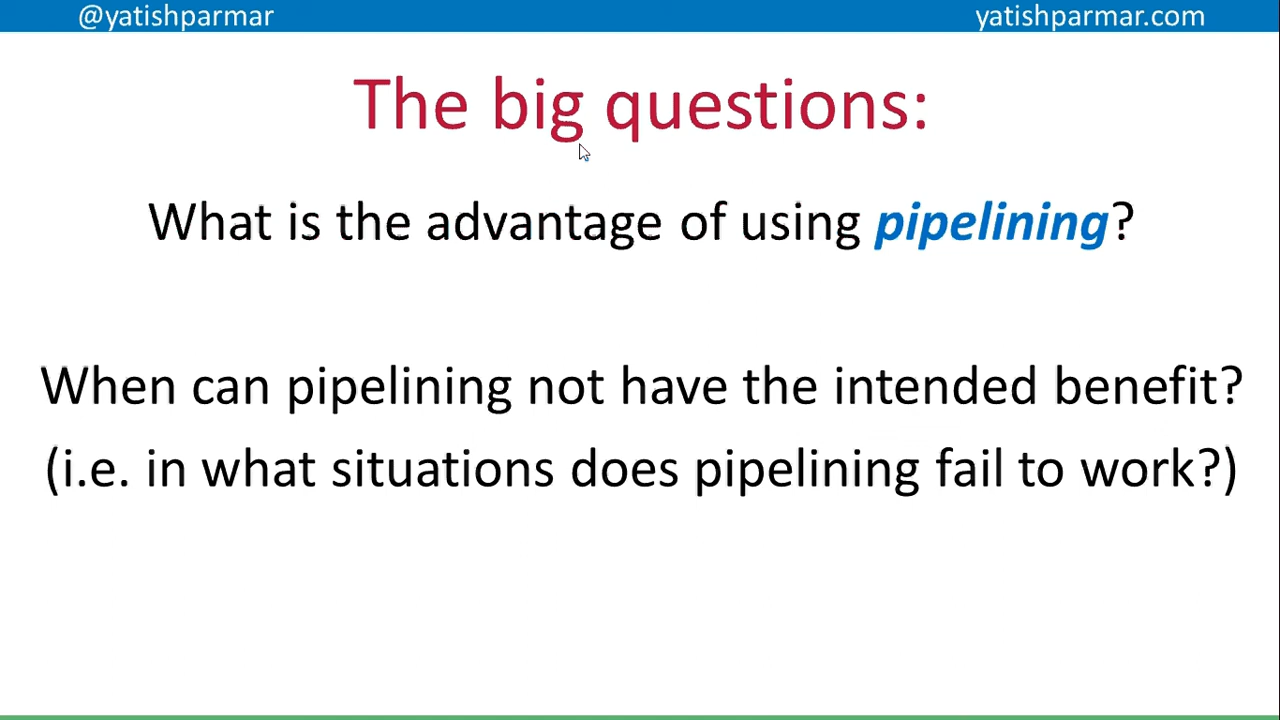 @yatishparmar
yatishparmar.com
The big questions:
What is the advantage of using pipelining?
When can pipelining not have the intended benefit?
(i.e. in what situations does pipelining fail to work?)